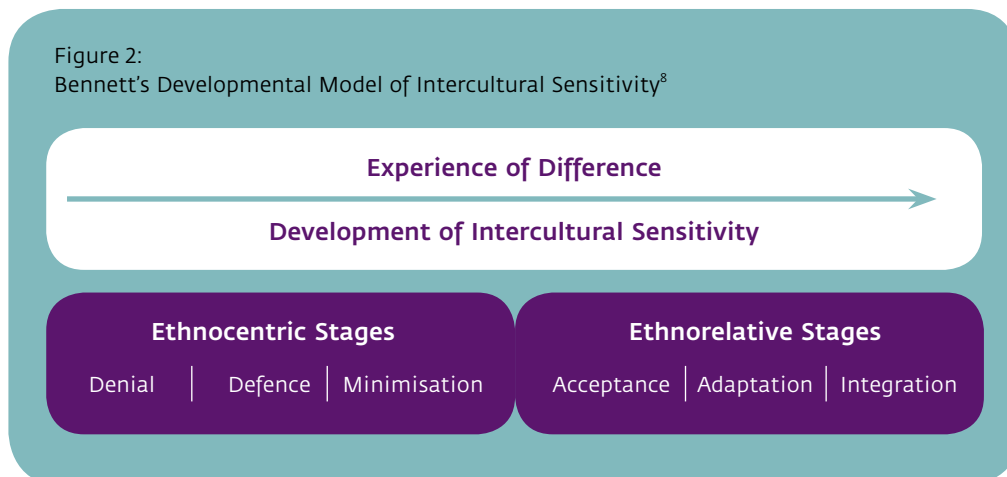 Figure 2:
Bennett’s Developmental Model of Intercultural Sensitivity⁸
Experience of Difference
Development of Intercultural Sensitivity
Ethnocentric Stages
Denial | Defence | Minimisation
Ethnorelative Stages
Acceptance | Adaptation | Integration